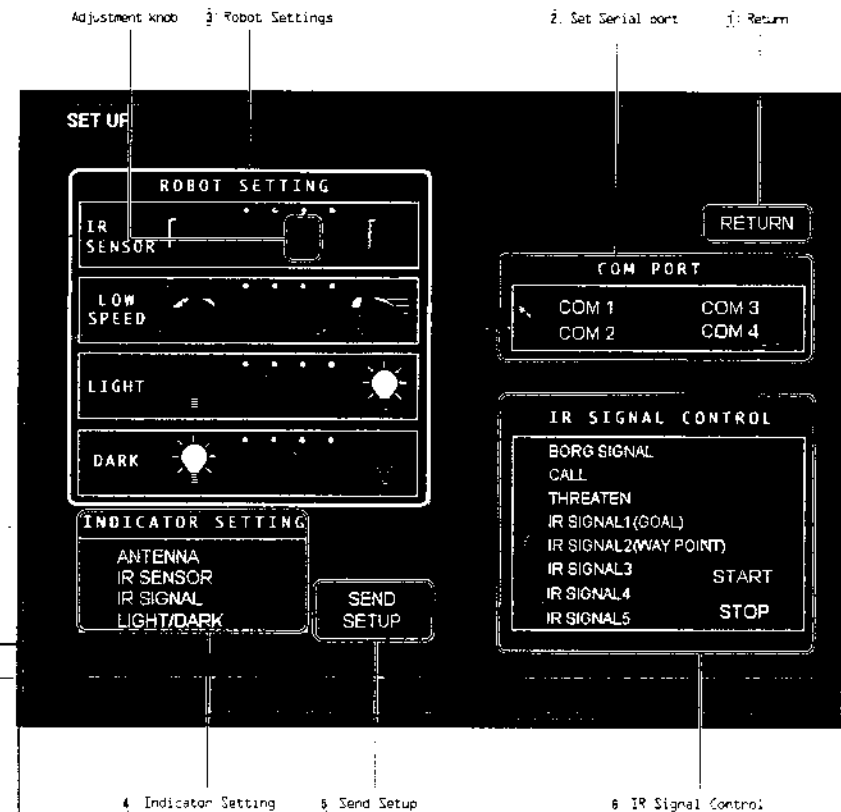 Adjustment knob
3: Robot Settings
2. Set Serial port
1: Return
SET UP
ROBOT SETTING
IR SENSOR
LOW SPEED
LIGHT
DARK
RETURN
COM PORT
COM 1
COM 3
COM 2
COM 4
INDICATOR SETTING
ANTENNA
IR SENSOR
IR SIGNAL
LIGHT/DARK
SEND
SETUP
IR SIGNAL CONTROL
BORG SIGNAL
CALL
THREATEN
IR SIGNAL1(GOAL)
IR SIGNAL2(WAY POINT)
IR SIGNAL3
IR SIGNAL4
IR SIGNAL5
START
STOP
4 Indicator Setting
5 Send Setup
6 IR Signal Control